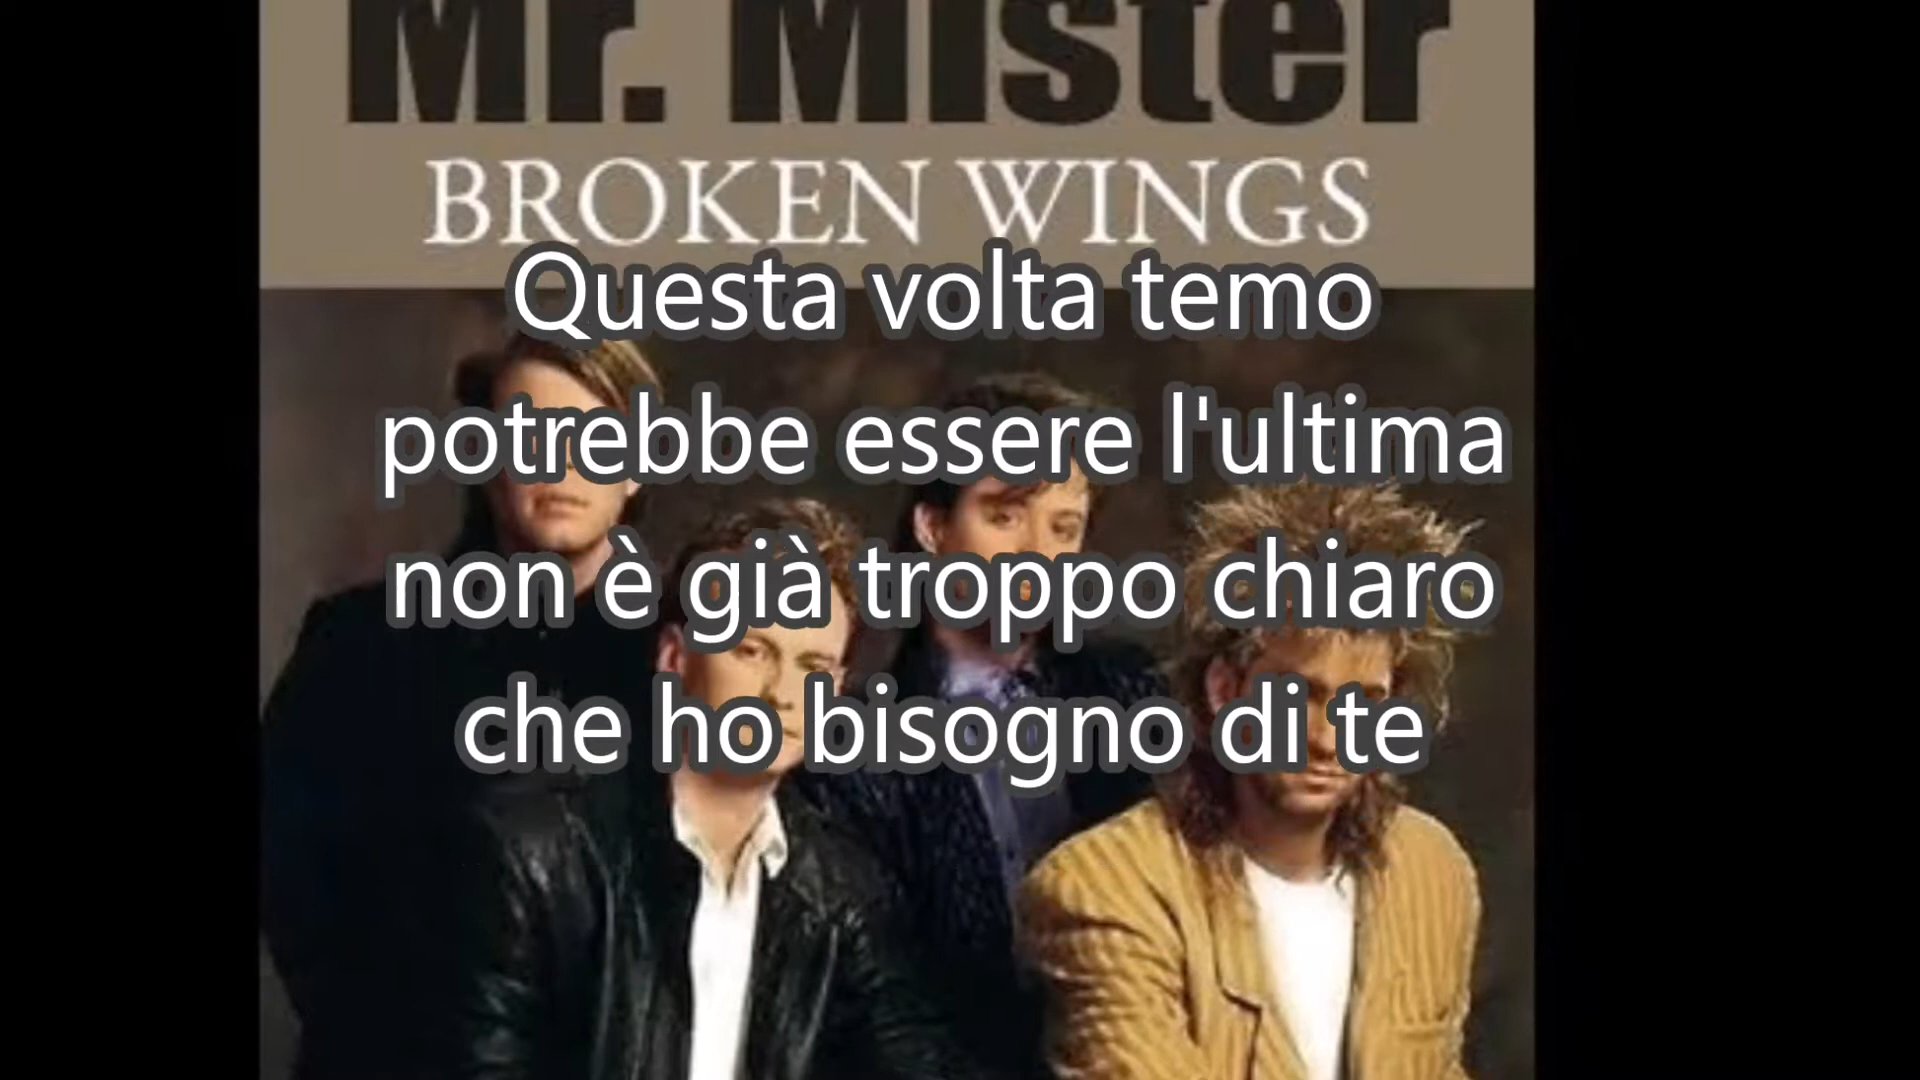 Mr. Mister
BROKEN WINGS
Questa volta temo
potrebbe essere l'ultima
non è già troppo chiaro
che ho bisogno di te